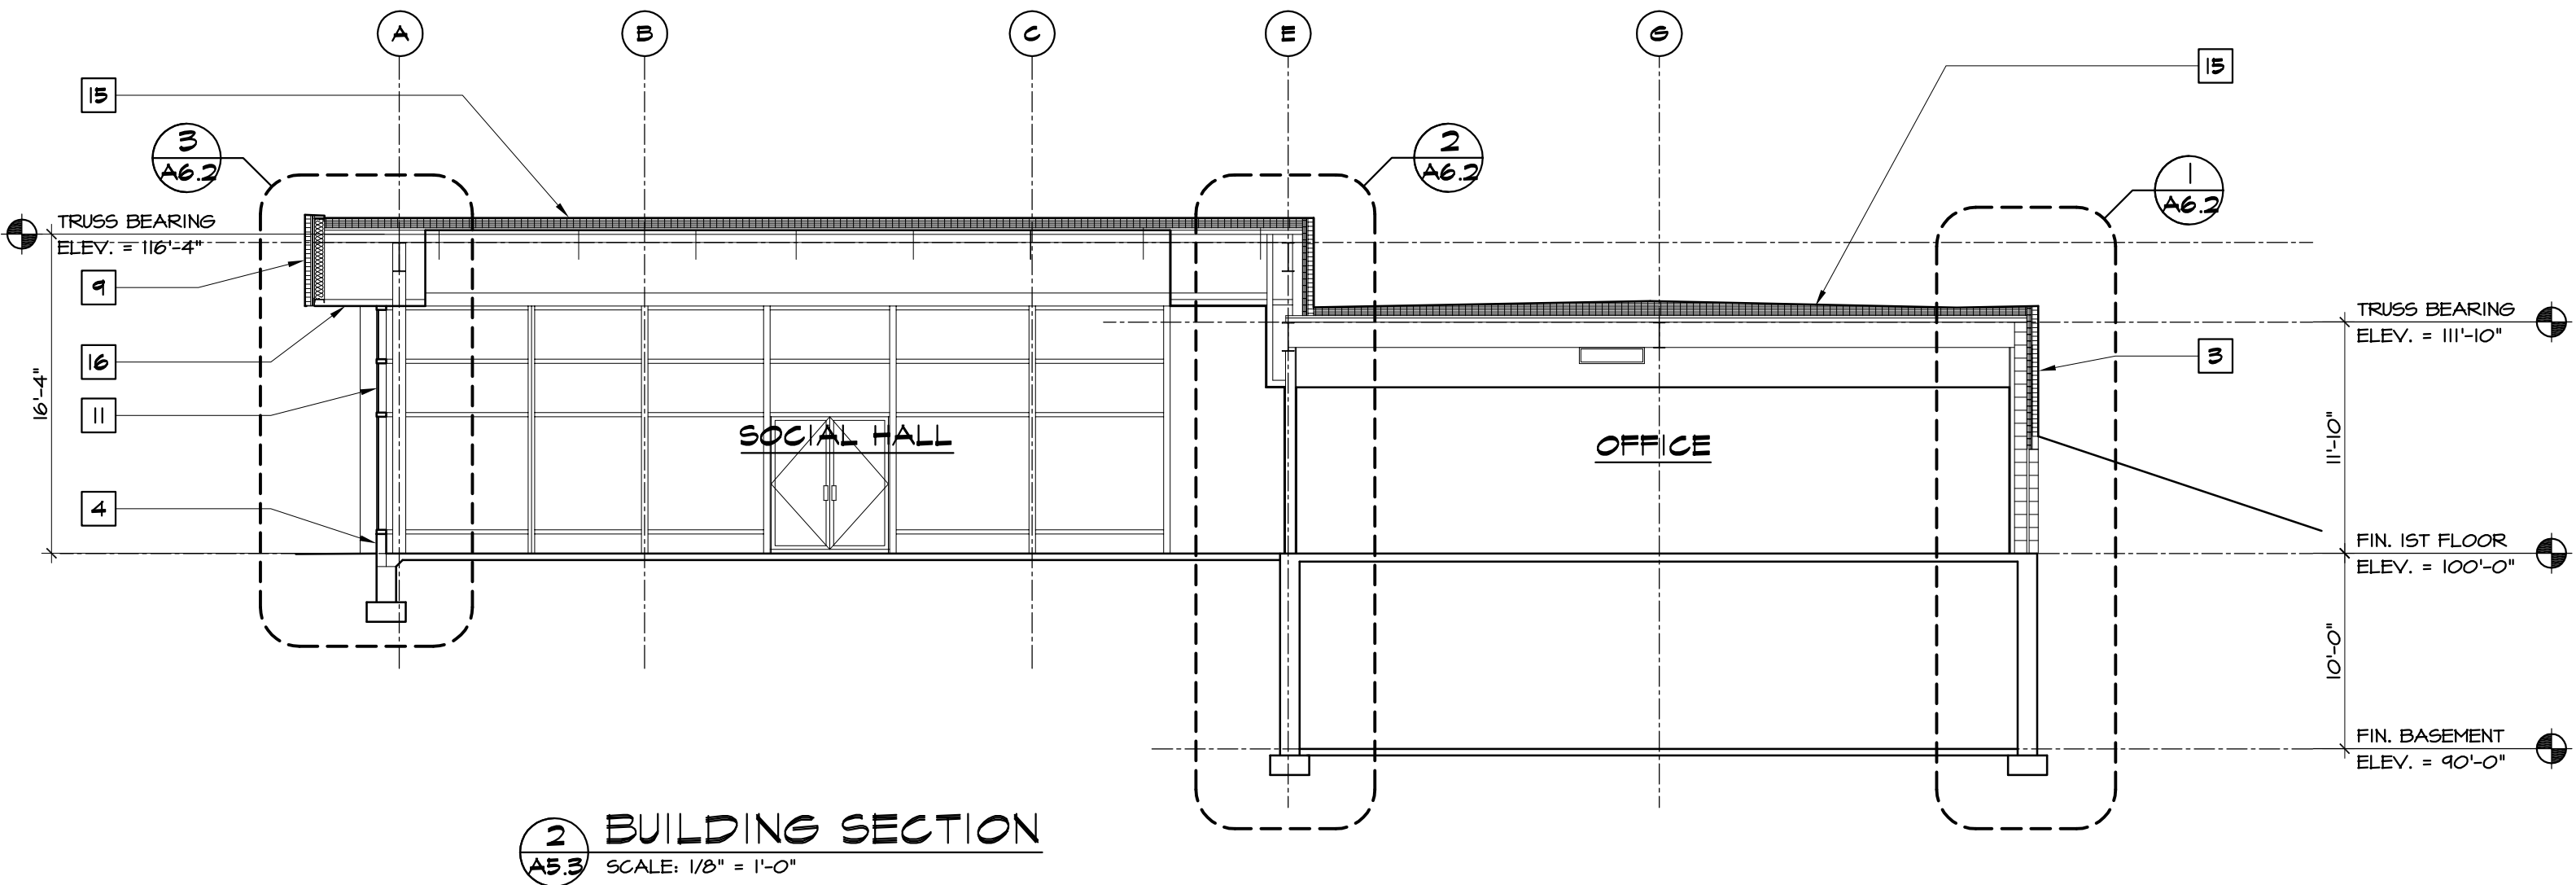 A
B
C
E
G
15
15
3
A6.2
2
A6.2
1
A6.2
TRUSS BEARING
ELEV. = 116'-4"
9
16
11
4
16'-4"
SOCIAL HALL
OFFICE
TRUSS BEARING
ELEV. = 111'-10"
3
11'-10"
FIN. 1ST FLOOR
ELEV. = 100'-0"
10'-0"
FIN. BASEMENT
ELEV. = 90'-0"
2
A5.3
BUILDING SECTION
SCALE: 1/8" = 1'-0"